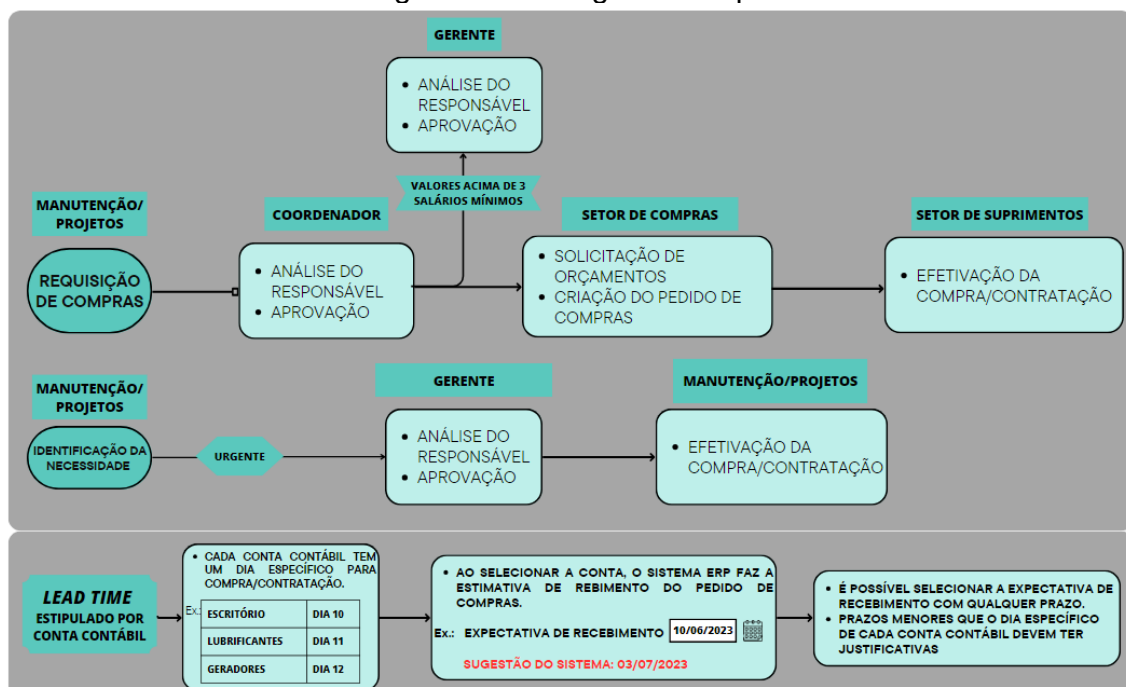 GERENTE
• ANÁLISE DO
RESPONSÁVEL
• APROVAÇÃO
VALORES ACIMA DE 3
SALÁRIOS MÍNIMOS
MANUTENÇÃO/
PROJETOS
REQUISIÇÃO
DE COMPRAS
COORDENADOR
• ANÁLISE DO
RESPONSÁVEL
• APROVAÇÃO
SETOR DE COMPRAS
• SOLICITAÇÃO DE
ORÇAMENTOS
• CRIAÇÃO DO PEDIDO DE
COMPRAS
SETOR DE SUPRIMENTOS
• EFETIVAÇÃO DA
COMPRA/CONTRATAÇÃO
MANUTENÇÃO/
PROJETOS
IDENTIFICAÇÃO DA
NECESSIDADE
URGENTE
GERENTE
• ANÁLISE DO
RESPONSÁVEL
• APROVAÇÃO
MANUTENÇÃO/PROJETOS
• EFETIVAÇÃO DA
COMPRA/CONTRATAÇÃO
LEAD TIME
ESTIPULADO POR
CONTA CONTÁBIL
• CADA CONTA CONTÁBIL TEM
UM DIA ESPECÍFICO PARA
COMPRA/CONTRATAÇÃO.
Ex.:
ESCRITÓRIO DIA 10
LUBRIFICANTES DIA 11
GERADORES DIA 12
• AO SELECIONAR A CONTA, O SISTEMA ERP FAZ A
ESTIMATIVA DE REBIMENTO DO PEDIDO DE
COMPRAS.
Ex.: EXPECTATIVA DE RECEBIMENTO 10/06/2023
SUGESTÃO DO SISTEMA: 03/07/2023
• É POSSÍVEL SELECIONAR A EXPECTATIVA DE
RECEBIMENTO COM QUALQUER PRAZO.
• PRAZOS MENORES QUE O DIA ESPECÍFICO
DE CADA CONTA CONTÁBIL DEVEM TER
JUSTIFICATIVAS